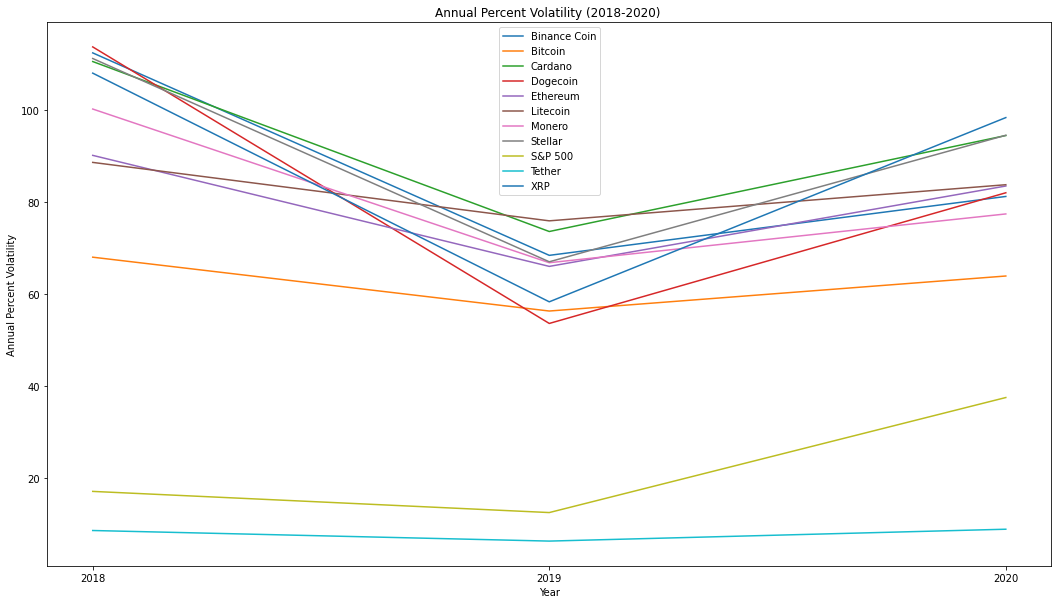 Annual Percent Volatility (2018-2020)
Binance Coin
Bitcoin
Cardano
Dogecoin
Ethereum
Litecoin
Monero
Stellar
S&P 500
Tether
XRP
Annual Percent Volatility
100
80
60
40
20
2018
2019
2020
Year